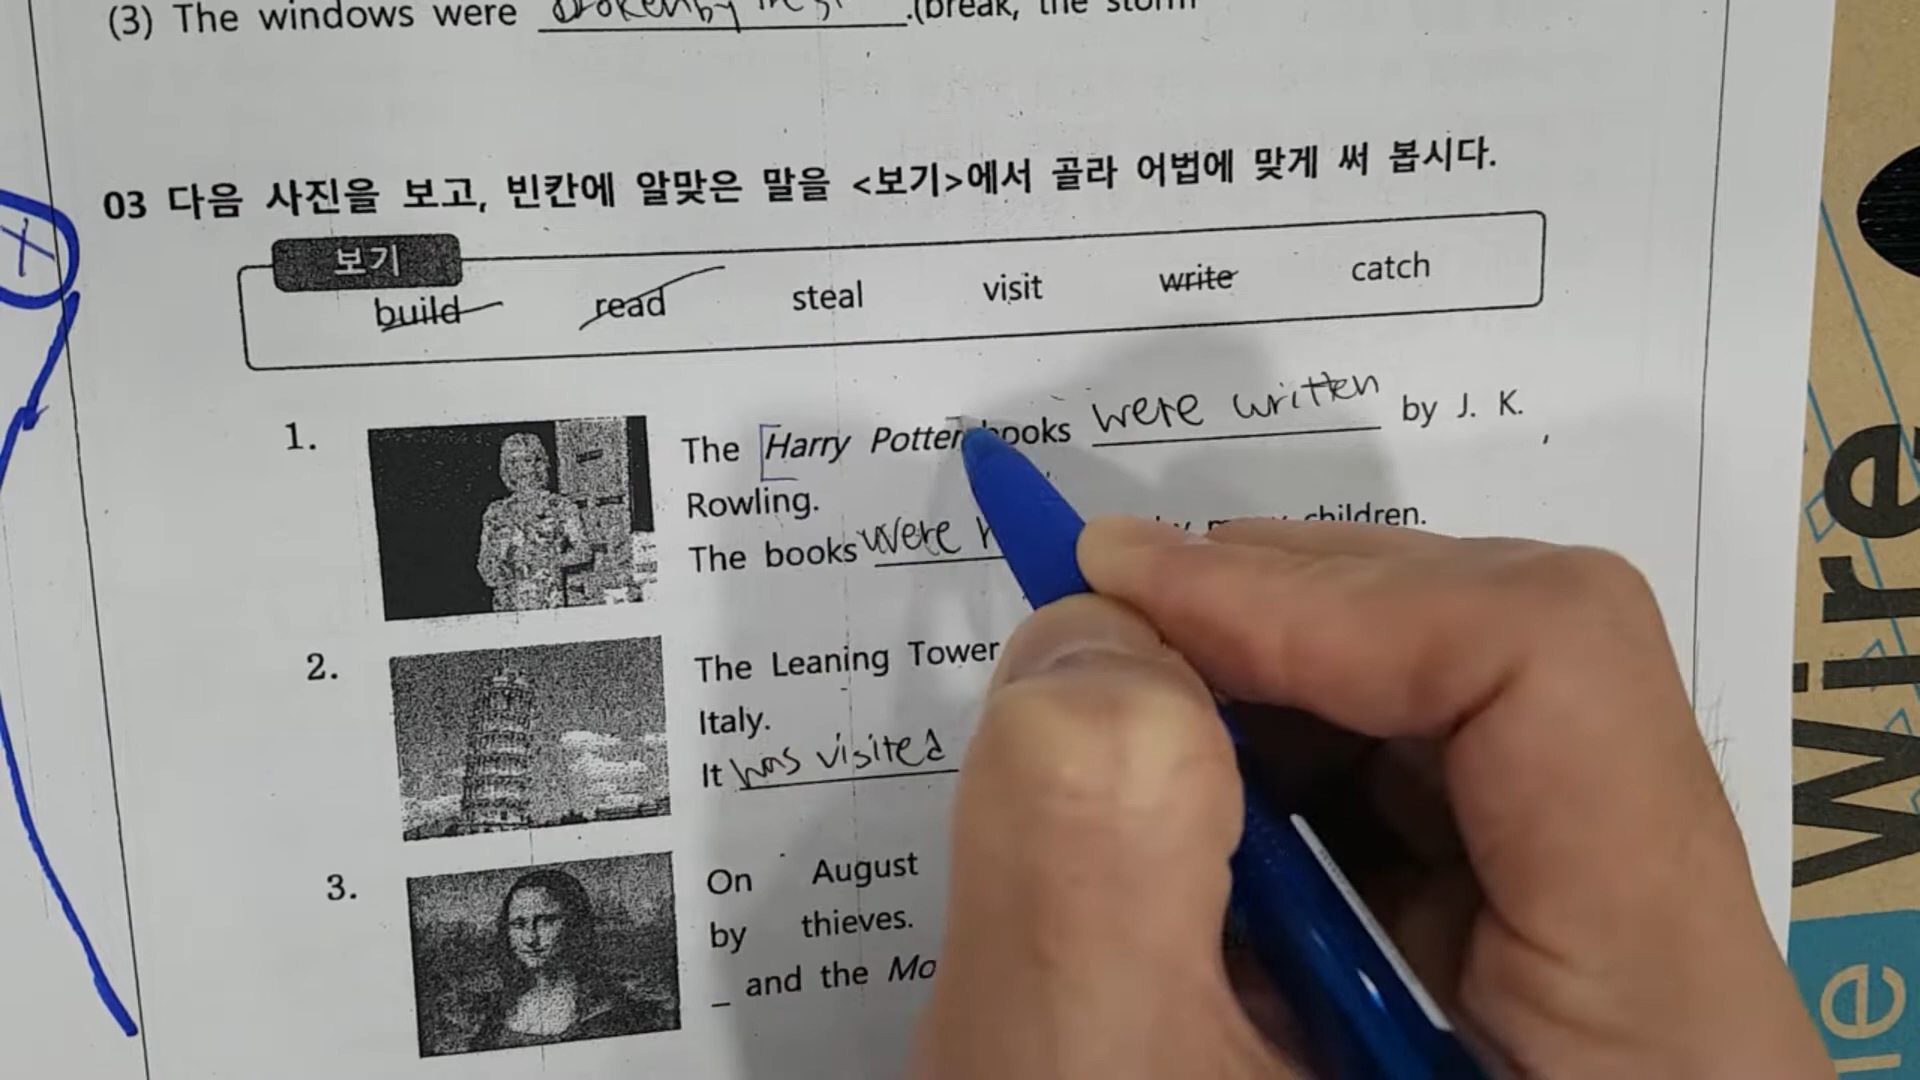 (3) The windows were broken by the .(break, the storm
03 다음 사진을 보고, 빈칸에 알맞은 말을 <보기>에서 골라 어법에 맞게 써 봅시다.
보기
build read steal visit write catch
1. The Harry Potter books were written by J. K.
Rowling.
The books were children.
2. The Leaning Tower
Italy.
It has visited
3. On August
by thieves.
_ and the
wire